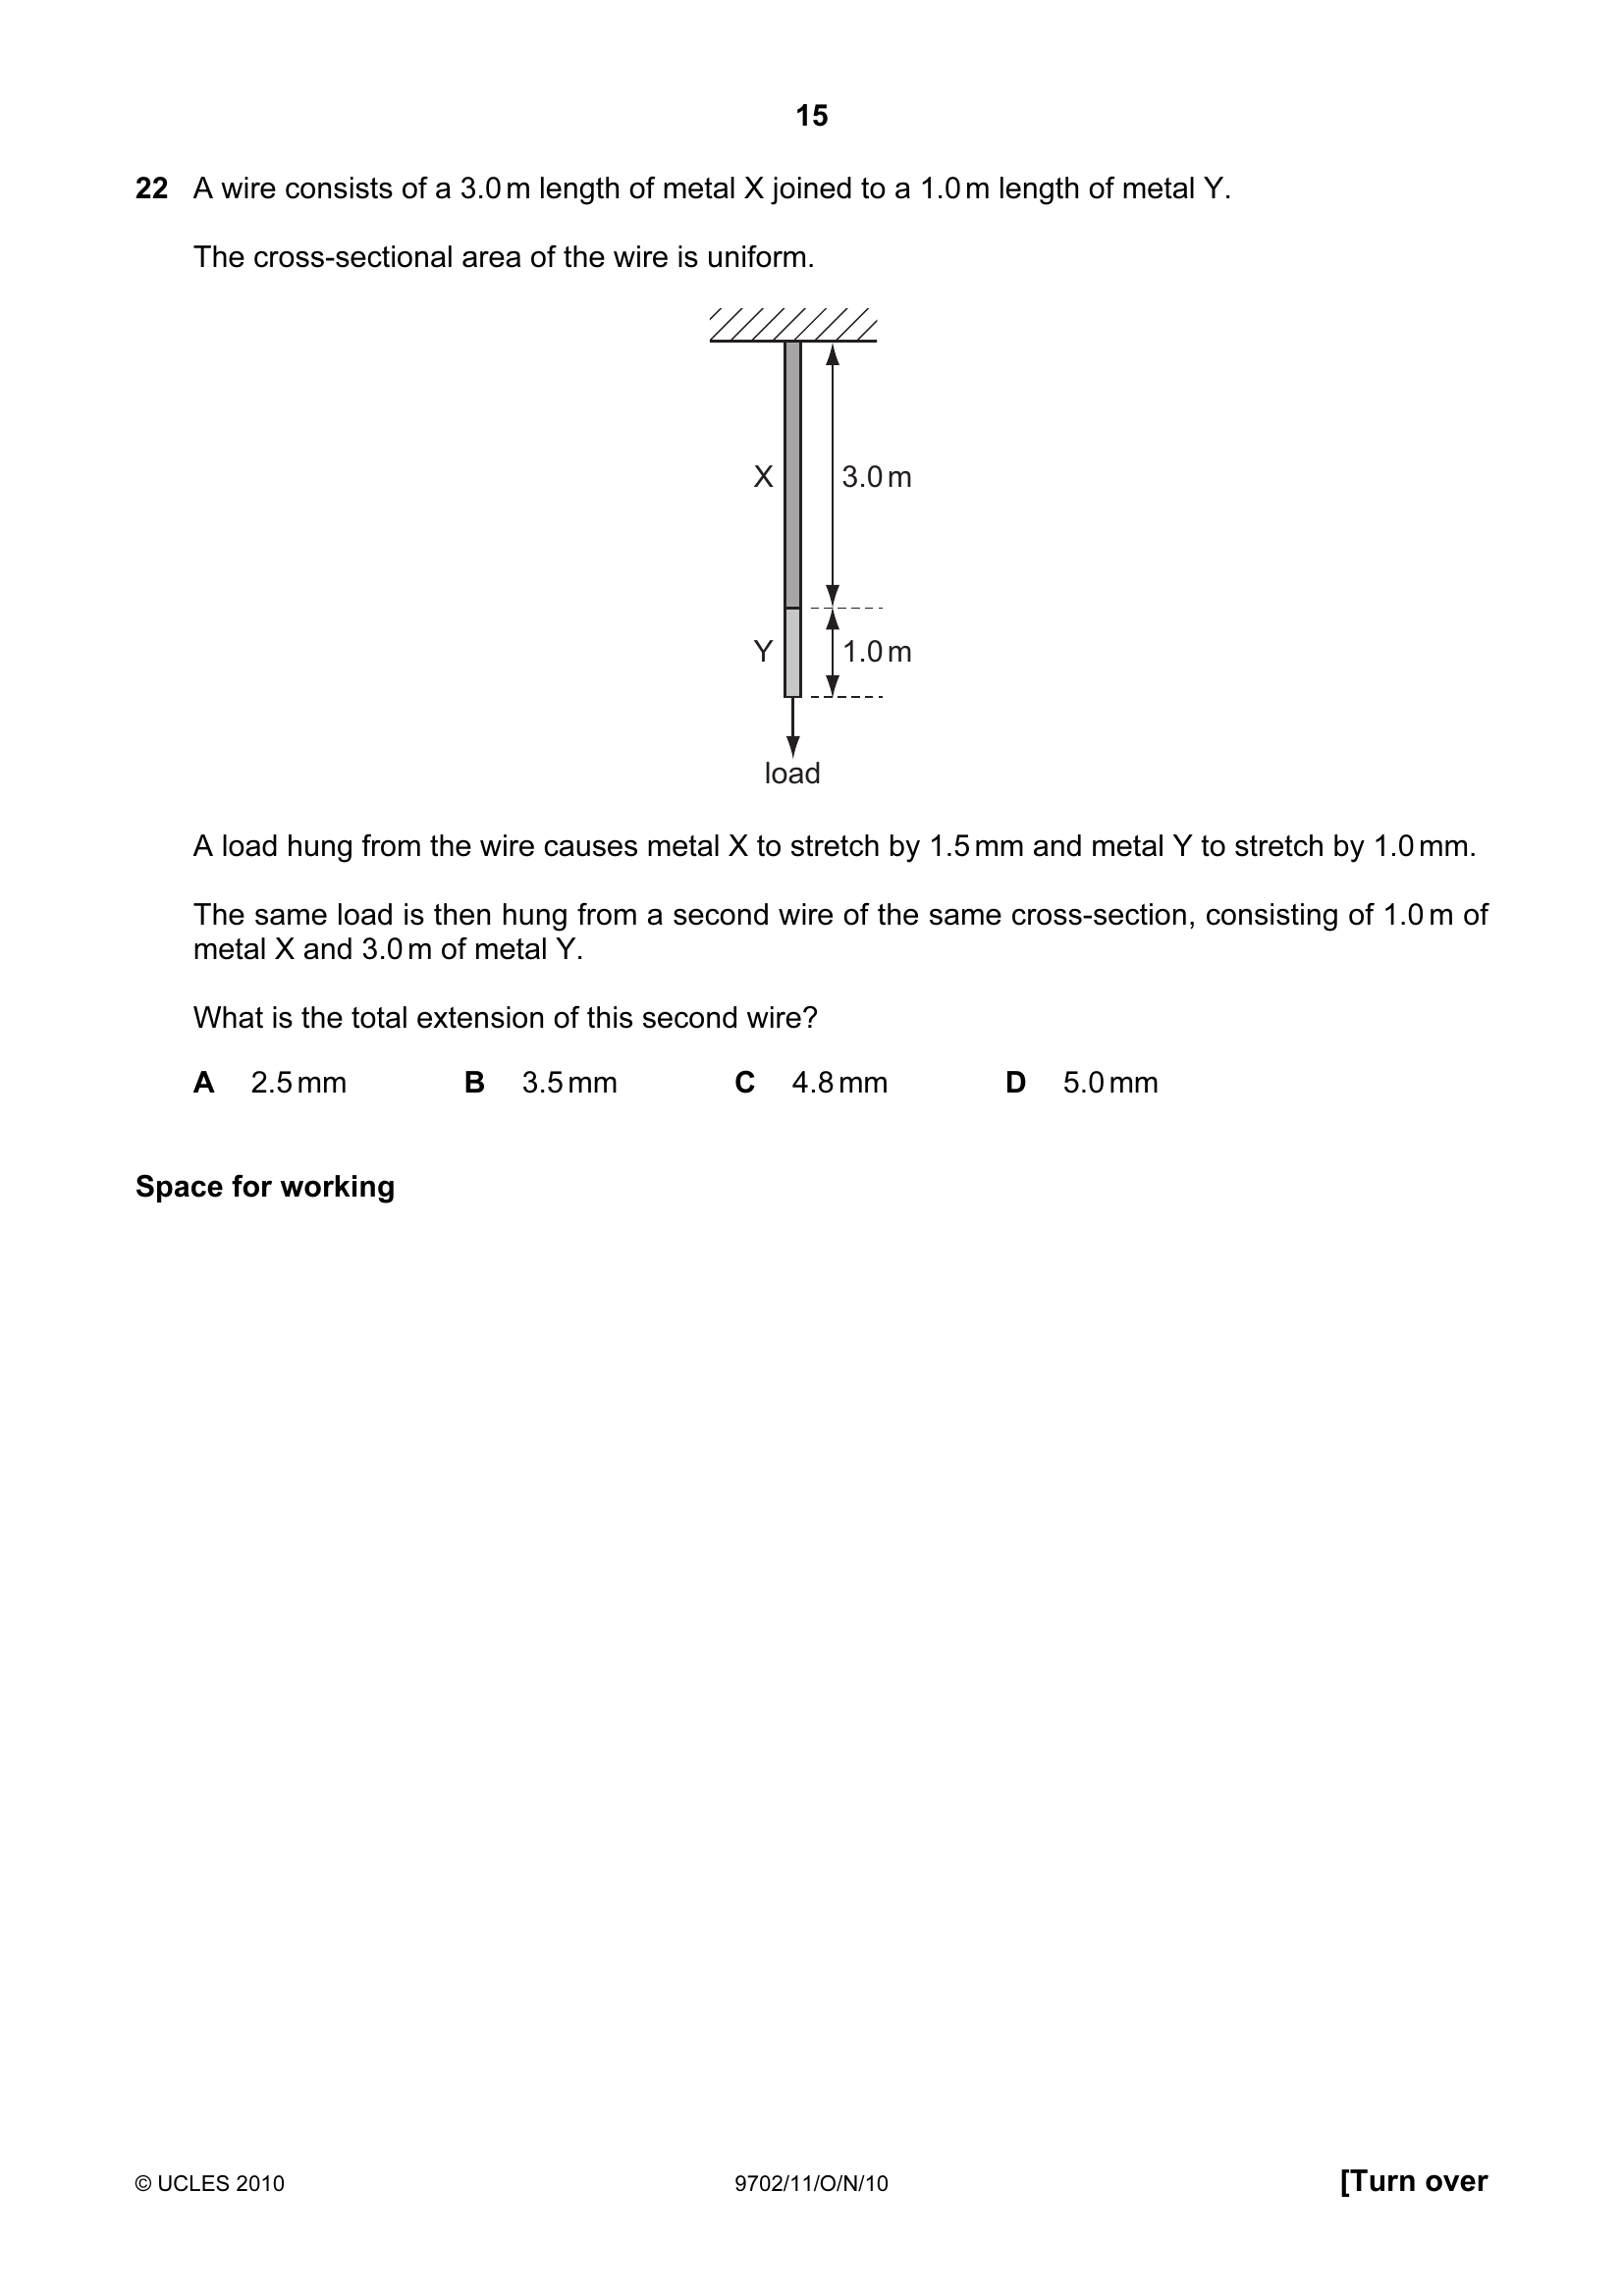 15
22 A wire consists of a 3.0 m length of metal X joined to a 1.0 m length of metal Y.
The cross-sectional area of the wire is uniform.
X 3.0 m
Y 1.0 m
load
A load hung from the wire causes metal X to stretch by 1.5 mm and metal Y to stretch by 1.0 mm.
The same load is then hung from a second wire of the same cross-section, consisting of 1.0 m of
metal X and 3.0 m of metal Y.
What is the total extension of this second wire?
A 2.5 mm B 3.5 mm C 4.8 mm D 5.0 mm
Space for working
© UCLES 2010 9702/11/O/N/10 [Turn over